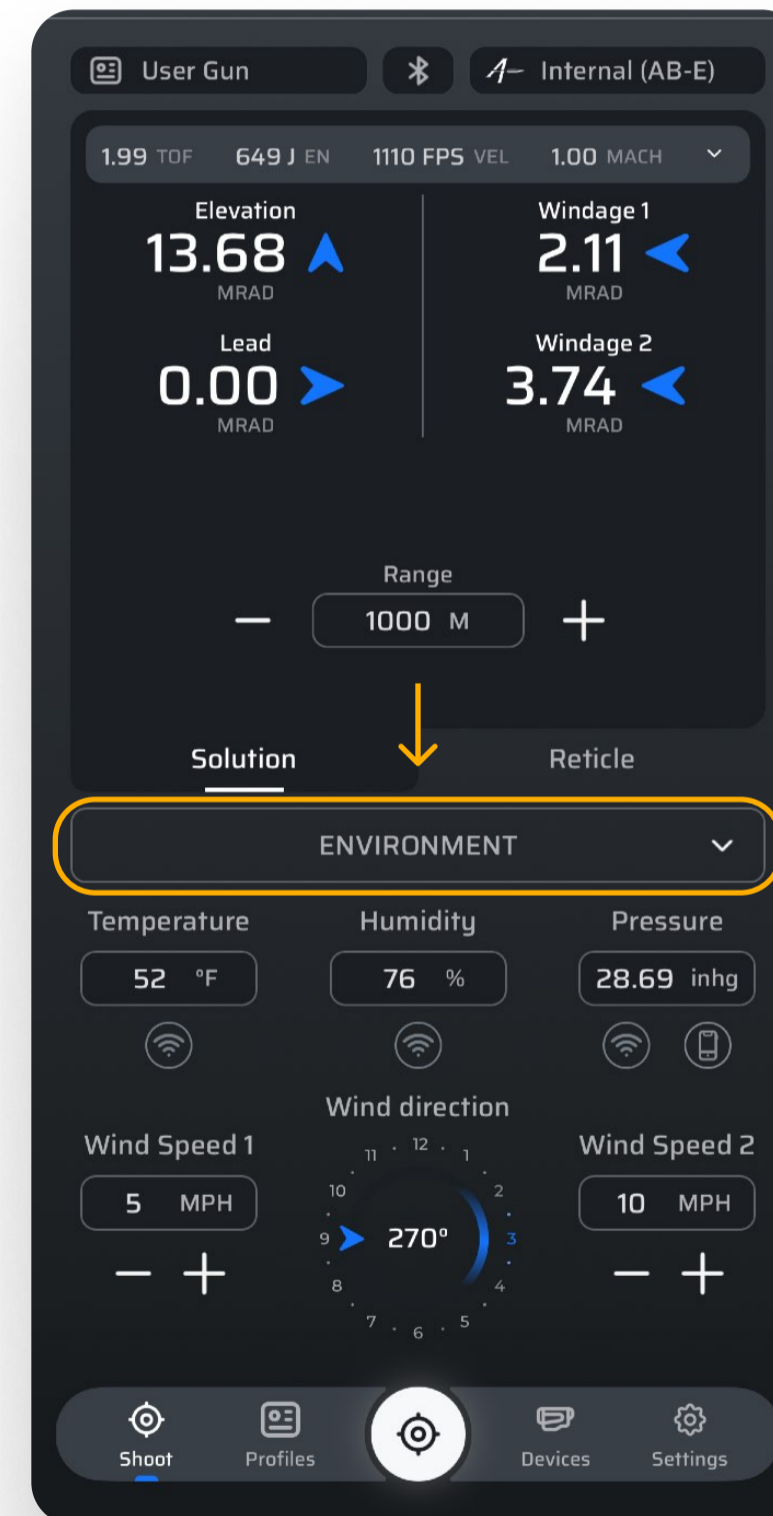 User Gun
Internal (AB-E)
1.99 TOF 649 J EN 1110 FPS VEL 1.00 MACH
Elevation Windage 1
13.68 2.11
MRAD MRAD
Lead Windage 2
0.00 3.74
MRAD MRAD
Range
1000 M
Solution Reticle
ENVIRONMENT
Temperature Humidity Pressure
52 °F 76 % 28.69 inhg
Wind direction
Wind Speed 1 Wind Speed 2
5 MPH 10 MPH
11 12 1
10 2
9 270° 3
8 4
7 6 5
Shoot Profiles Devices Settings